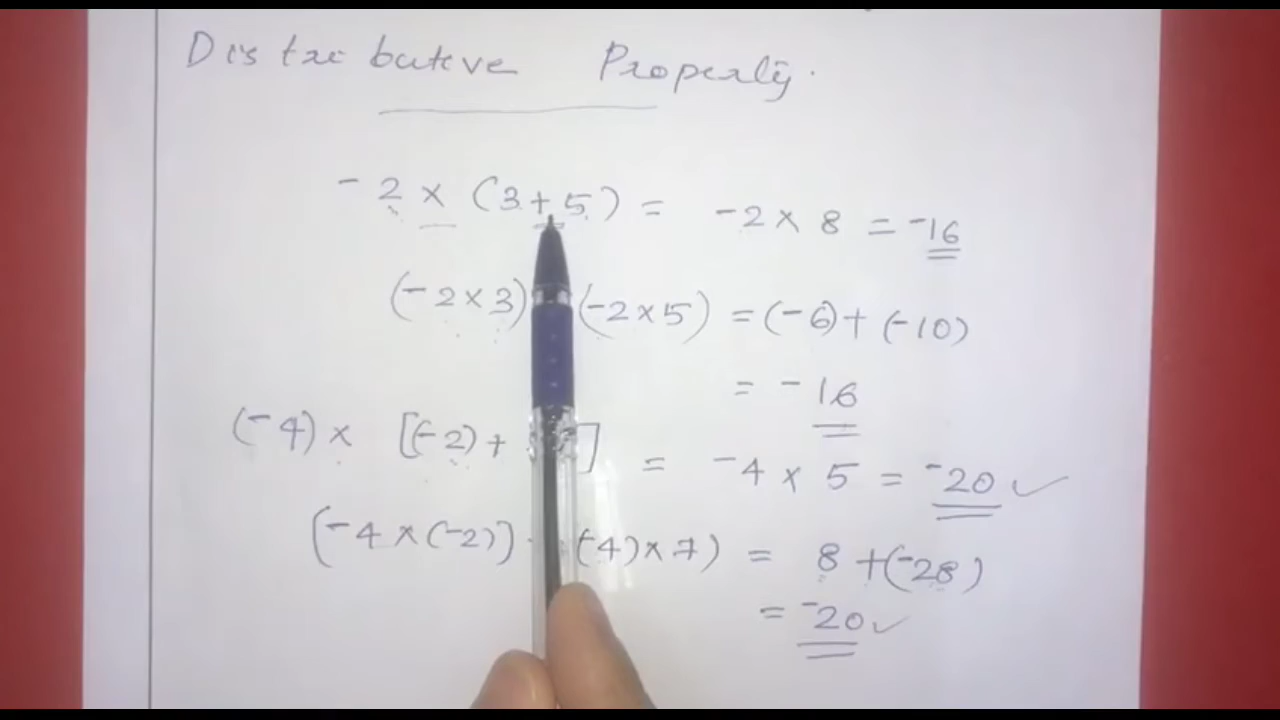 Distributive Property.
-2 × (3+5) = -2 × 8 = -16
(-2×3) (-2×5) = (-6)+(-10)
= -16
(-4) × [(-2)+ ] = -4 × 5 = -20 ✓
(-4×(-2)) (-4)×7) = 8+(-28)
= -20 ✓